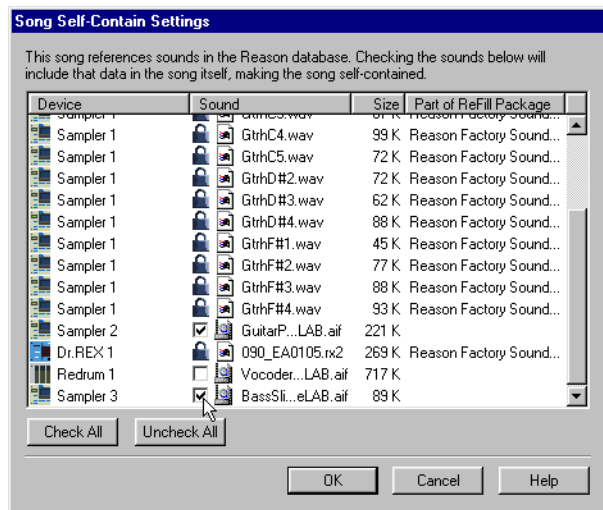 Song Self-Contain Settings
This song references sounds in the Reason database. Checking the sounds below will
include that data in the song itself, making the song self-contained.
Device Sound Size Part of ReFill Package
Sampler 1 GtrhC4.wav 99 K Reason Factory Sound...
Sampler 1 GtrhC5.wav 72 K Reason Factory Sound...
Sampler 1 GtrhD#2.wav 72 K Reason Factory Sound...
Sampler 1 GtrhD#3.wav 62 K Reason Factory Sound...
Sampler 1 GtrhD#4.wav 88 K Reason Factory Sound...
Sampler 1 GtrhF#1.wav 45 K Reason Factory Sound...
Sampler 1 GtrhF#2.wav 77 K Reason Factory Sound...
Sampler 1 GtrhF#3.wav 88 K Reason Factory Sound...
Sampler 1 GtrhF#4.wav 93 K Reason Factory Sound...
Sampler 2 GuitarP...LAB.aif 221 K
Dr.REX 1 090_EA0105.rx2 269 K Reason Factory Sound...
Redrum 1 Vocoder...LAB.aif 717 K
Sampler 3 BassSli...eLAB.aif 89 K
Check All Uncheck All
OK Cancel Help